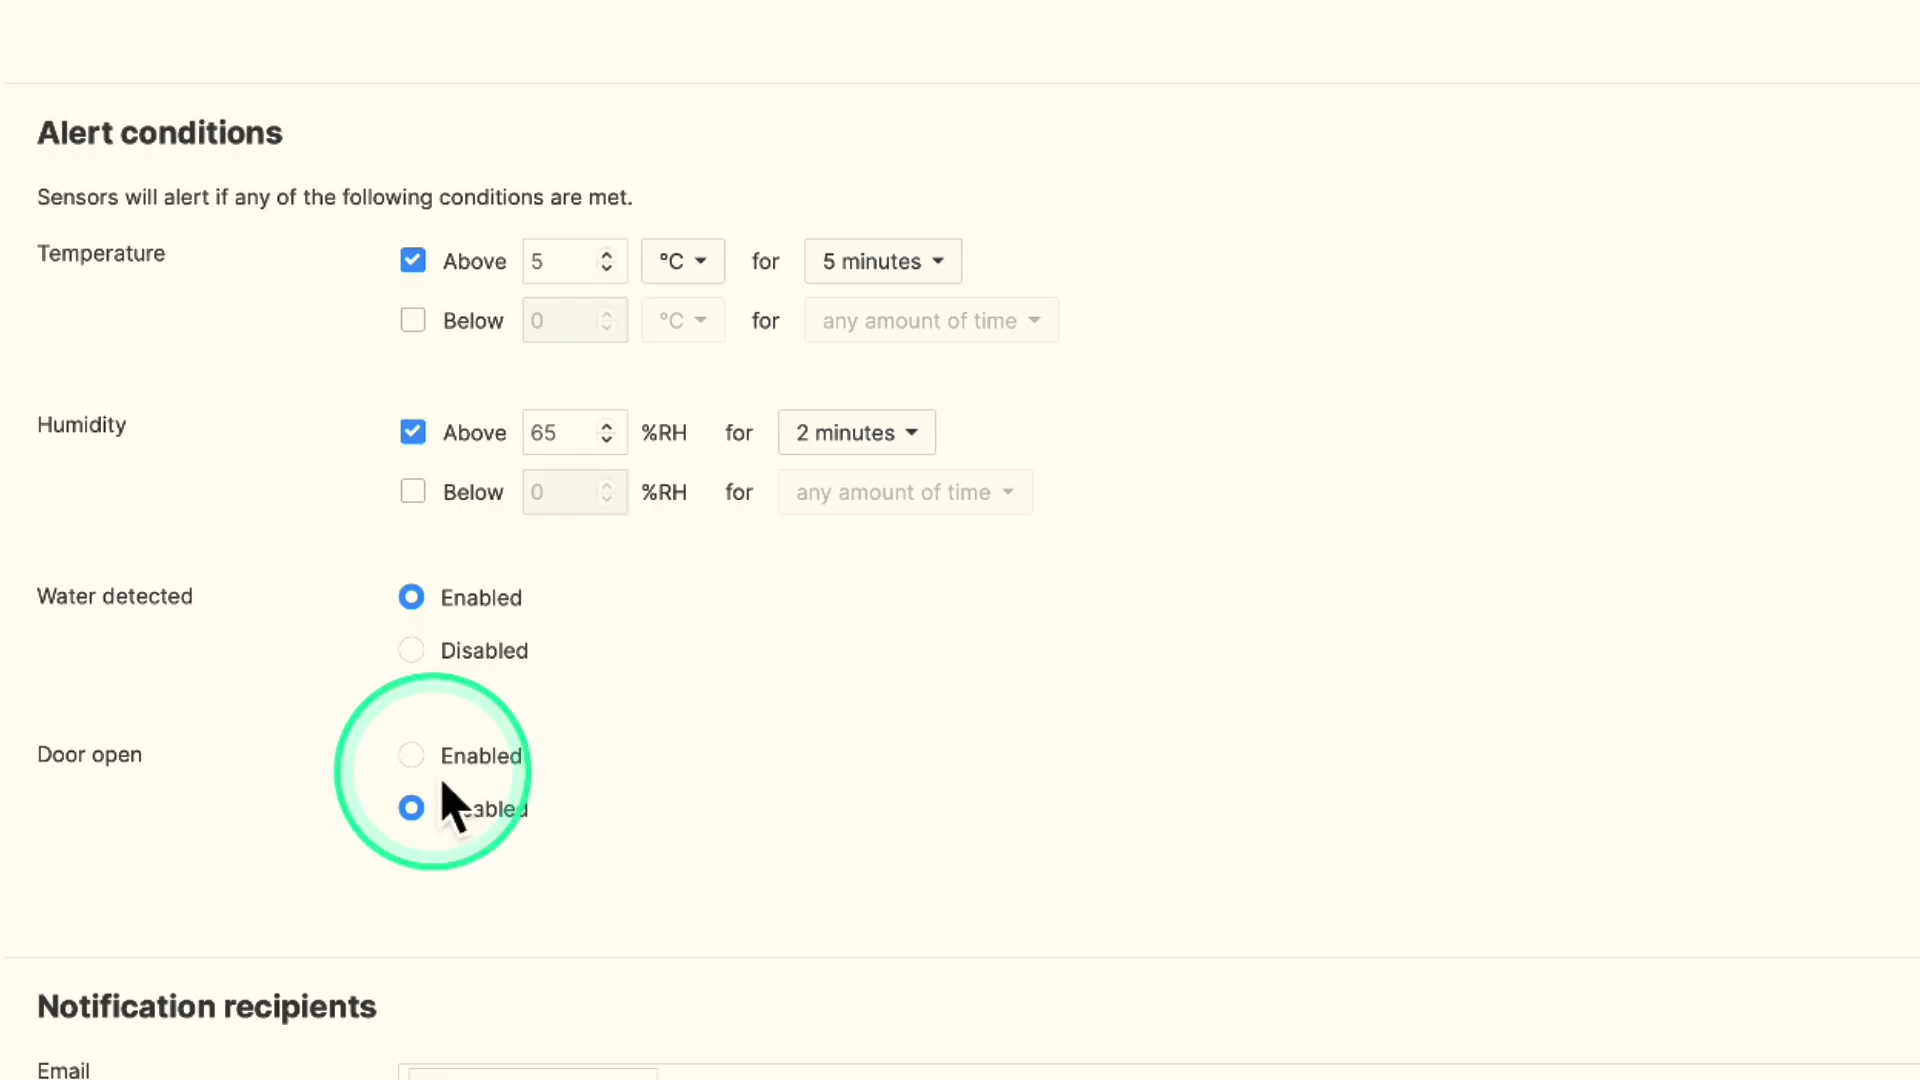 Alert conditions
Sensors will alert if any of the following conditions are met.
Temperature
Above 5 °C for 5 minutes
Below 0 °C for any amount of time
Humidity
Above 65 %RH for 2 minutes
Below 0 %RH for any amount of time
Water detected
Enabled
Disabled
Door open
Enabled
Notification recipients
Email